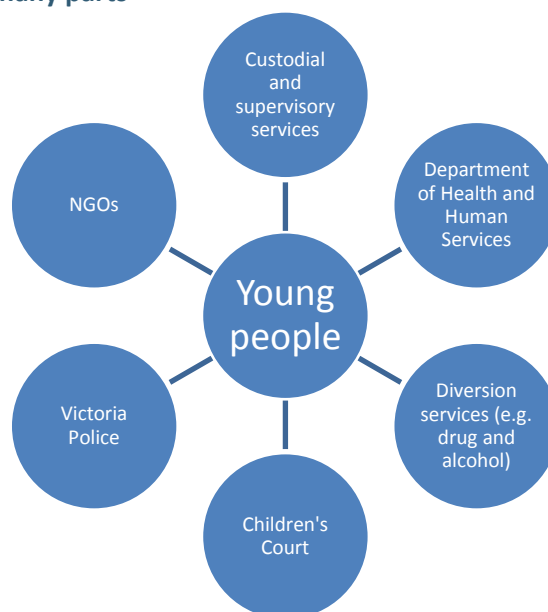 many parts
Custodial
and
supervisory
services
Department
of Health and
Human
Services
NGOs
Young
people
Diversion
services (e.g.
drug and
alcohol)
Victoria
Police
Children's
Court